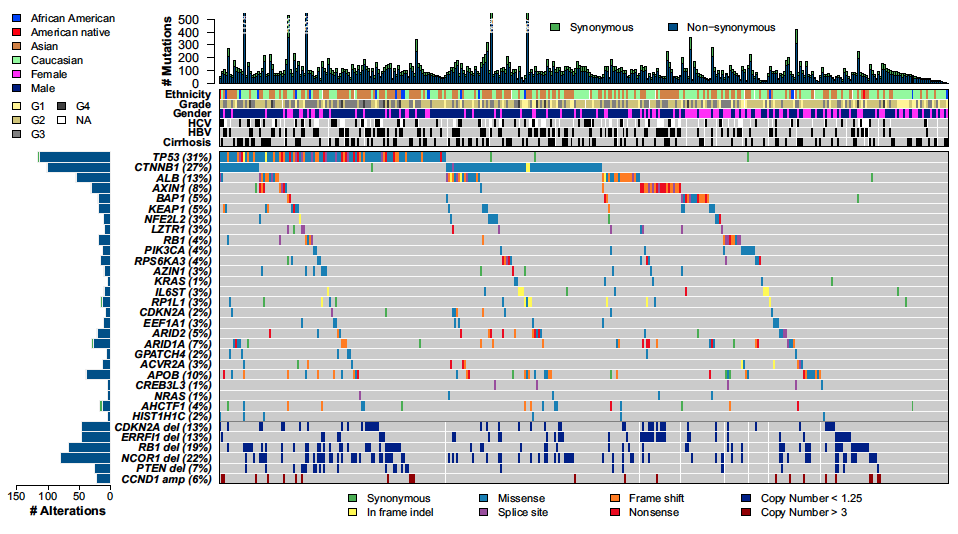 African American
American native
Asian
Caucasian
Female
Male
G1
G4
G2
NA
G3
# Mutations
500
400
300
200
100
0
Synonymous
Non−synonymous
Ethnicity
Grade
Gender
HCV
HBV
Cirrhosis
TP53 (31%)
CTNNB1 (27%)
ALB (13%)
AXIN1 (8%)
BAP1 (5%)
KEAP1 (5%)
NFE2L2 (3%)
LZTR1 (3%)
RB1 (4%)
PIK3CA (4%)
RPS6KA3 (4%)
AZIN1 (3%)
KRAS (1%)
IL6ST (3%)
RP1L1 (3%)
CDKN2A (2%)
EEF1A1 (3%)
ARID2 (5%)
ARID1A (7%)
GPATCH4 (2%)
ACVR2A (3%)
APOB (10%)
CREB3L3 (1%)
NRAS (1%)
AHCTF1 (4%)
HIST1H1C (2%)
CDKN2A del (13%)
ERRFI1 del (13%)
RB1 del (19%)
NCOR1 del (22%)
PTEN del (7%)
CCND1 amp (6%)
150 100 50 0
# Alterations
Synonymous
Missense
Frame shift
Copy Number < 1.25
In frame indel
Splice site
Nonsense
Copy Number > 3